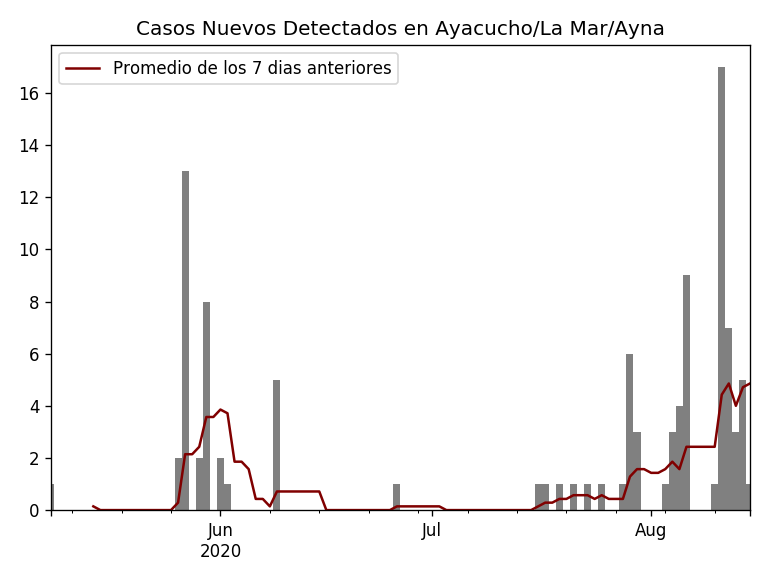 Casos Nuevos Detectados en Ayacucho/La Mar/Ayna
Promedio de los 7 dias anteriores
16
14
12
10
8
6
4
2
0
Jun
2020
Jul
Aug